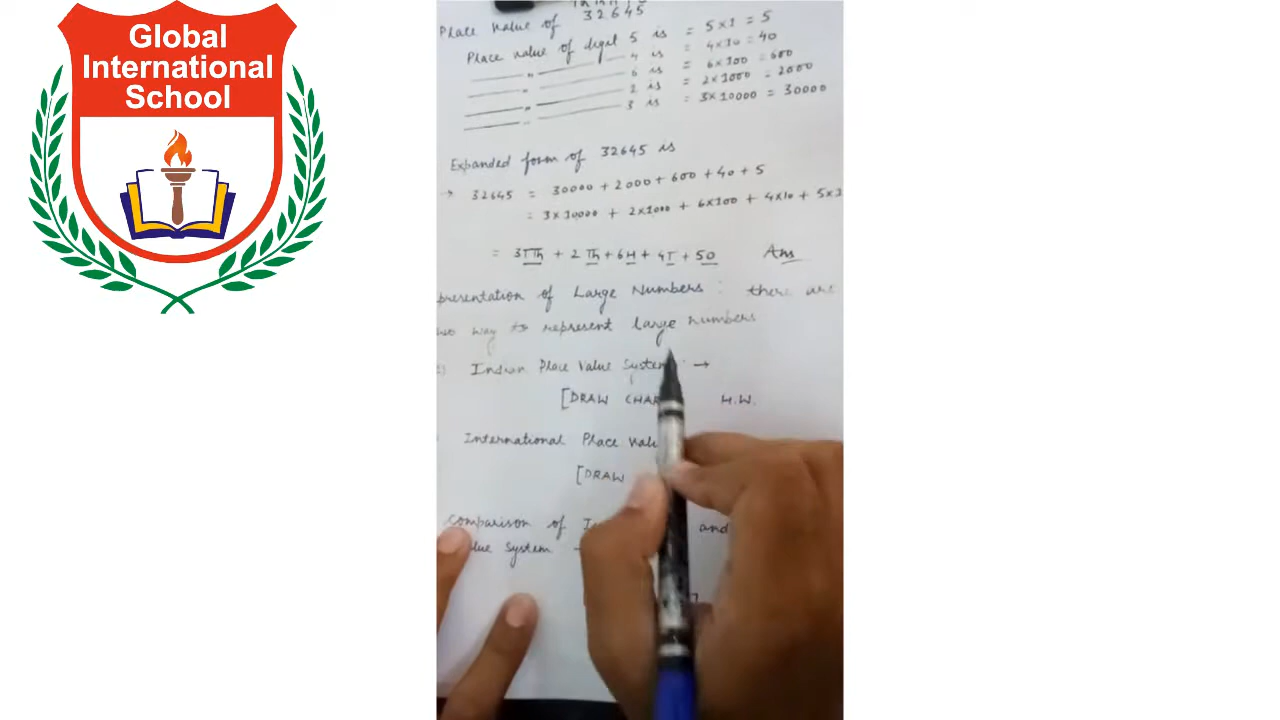 Global
International
School
Place value of 32645
Place value of digit 5 is = 5×1 = 5
" 4 is = 4×10 = 40
" 6 is = 6×100 = 600
" 2 is = 2×1000 = 2000
" 3 is = 3×10000 = 30000
Expanded form of 32645 is
→ 32645 = 30000 + 2000 + 600 + 40 + 5
= 3×10000 + 2×1000 + 6×100 + 4×10 + 5×1
= 3TTh + 2Th + 6H + 4T + 5O Ans
presentation of Large Numbers : there are
way to represent large numbers
Indian Place Value System :→
[DRAW CHAR H.W.
International Place Valu
[DRAW
Comparison of In and
lue System